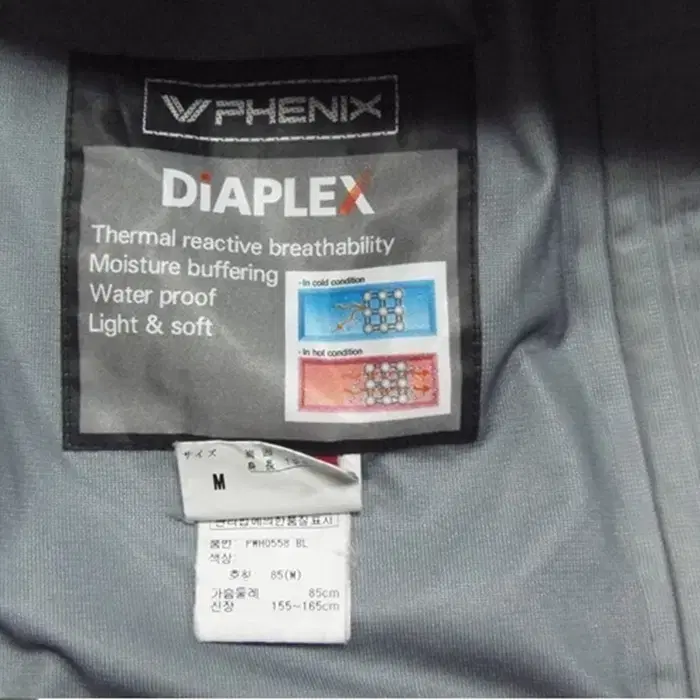 PHENIX
DiAPLEX
Thermal reactive breathability
Moisture buffering
Water proof
Light & soft
- In cold condition
- In hot condition
サイズ
M
품번: PWH0558 BL
색상:
호칭 85(M)
가슴둘레 85cm
신장 155~165cm